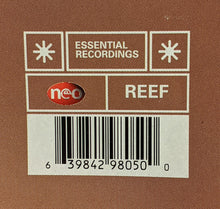 ESSENTIAL
RECORDINGS
neo
REEF
6 39842 98050 0